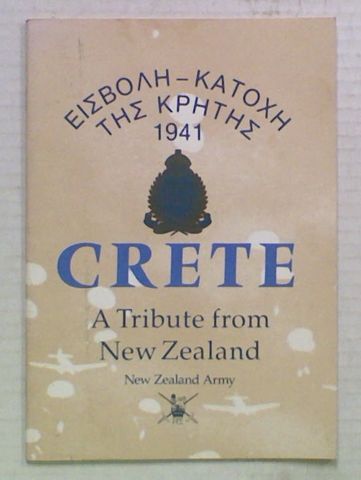 ΕΙΣΒΟΛΗ – ΚΑΤΟΧΗ
ΤΗΣ ΚΡΗΤΗΣ
1941
CRETE
A Tribute from
New Zealand
New Zealand Army